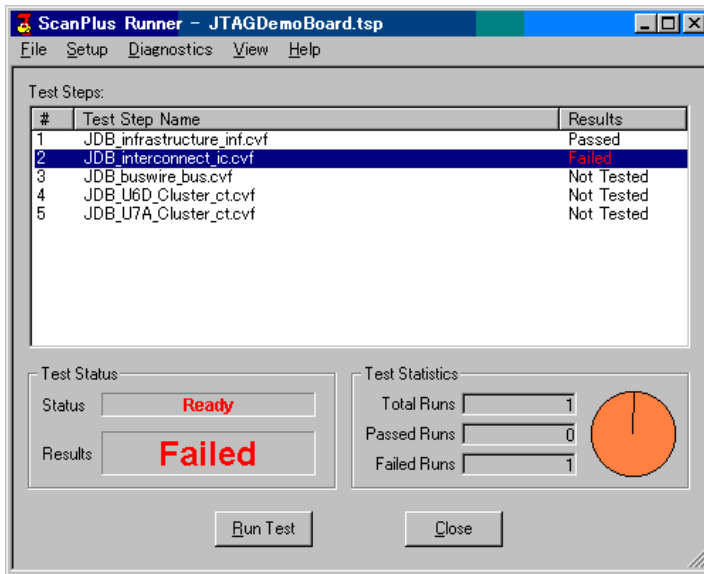 ScanPlus Runner - JTAGDemoBoard.tsp
File Setup Diagnostics View Help
Test Steps:
# Test Step Name Results
1 JDB_infrastructure_inf.cvf Passed
2 JDB_interconnect_ic.cvf Failed
3 JDB_buswire_bus.cvf Not Tested
4 JDB_U6D_Cluster_ct.cvf Not Tested
5 JDB_U7A_Cluster_ct.cvf Not Tested
Test Status
Status Ready
Results Failed
Test Statistics
Total Runs 1
Passed Runs 0
Failed Runs 1
Run Test Close